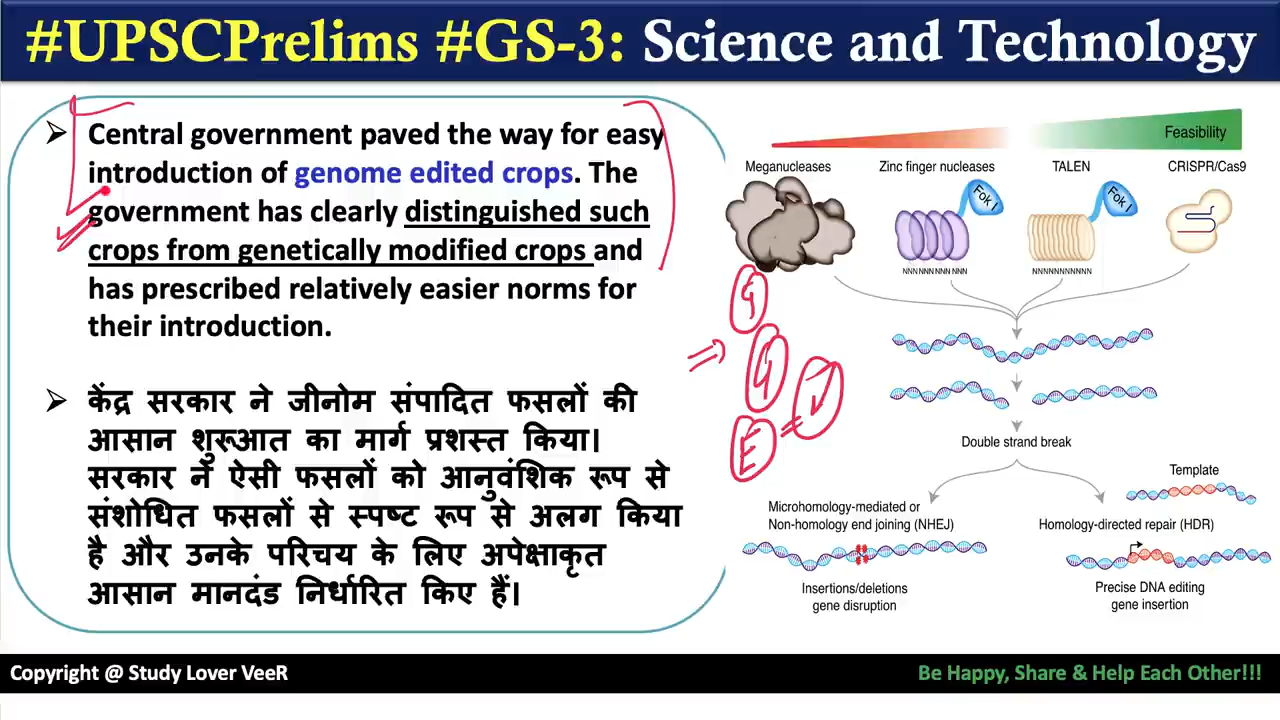 #UPSCPrelims #GS-3: Science and Technology
Central government paved the way for easy
introduction of genome edited crops. The
government has clearly distinguished such
crops from genetically modified crops and
has prescribed relatively easier norms for
their introduction.
केंद्र सरकार ने जीनोम संपादित फसलों की
आसान शुरूआत का मार्ग प्रशस्त किया।
सरकार ने ऐसी फसलों को आनुवंशिक रूप से
संशोधित फसलों से स्पष्ट रूप से अलग किया
है और उनके परिचय के लिए अपेक्षाकृत
आसान मानदंड निर्धारित किए हैं।
Feasibility
Meganucleases Zinc finger nucleases TALEN CRISPR/Cas9
Fok I Fok I
NNN NNN NNN NNNNNNNNNNN
Double strand break
Template
Microhomology-mediated or
Non-homology end joining (NHEJ)
Homology-directed repair (HDR)
Insertions/deletions
gene disruption
Precise DNA editing
gene insertion
Copyright @ Study Lover VeeR
Be Happy, Share & Help Each Other!!!